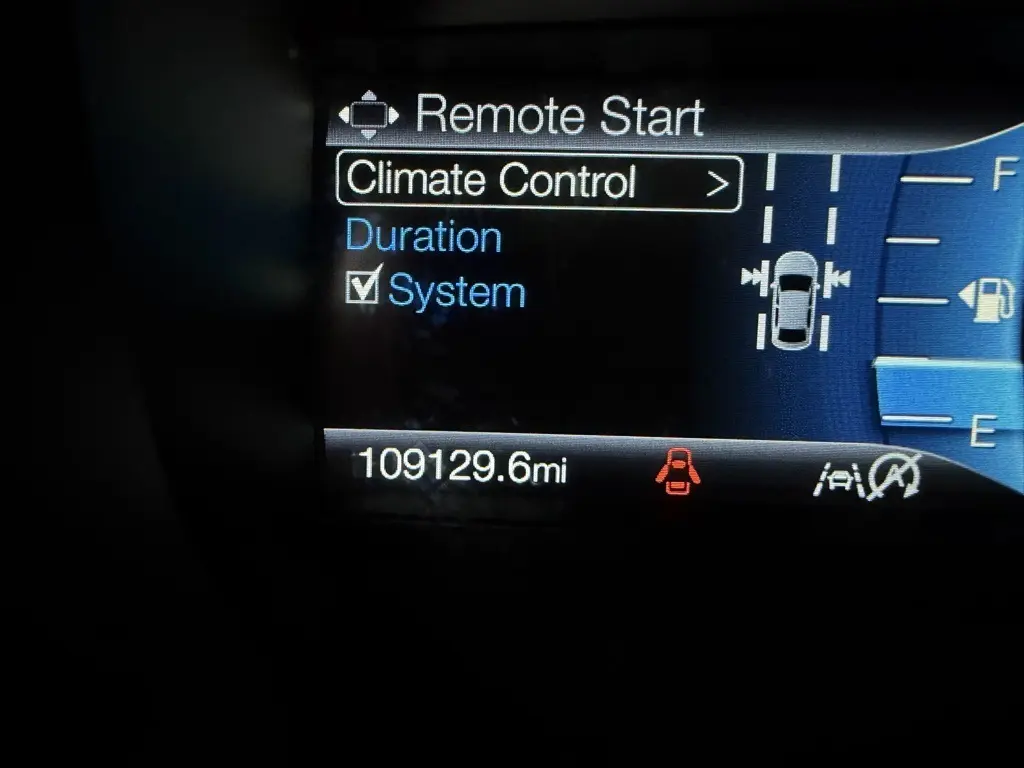 Remote Start
Climate Control >
Duration
System
F
E
109129.6mi